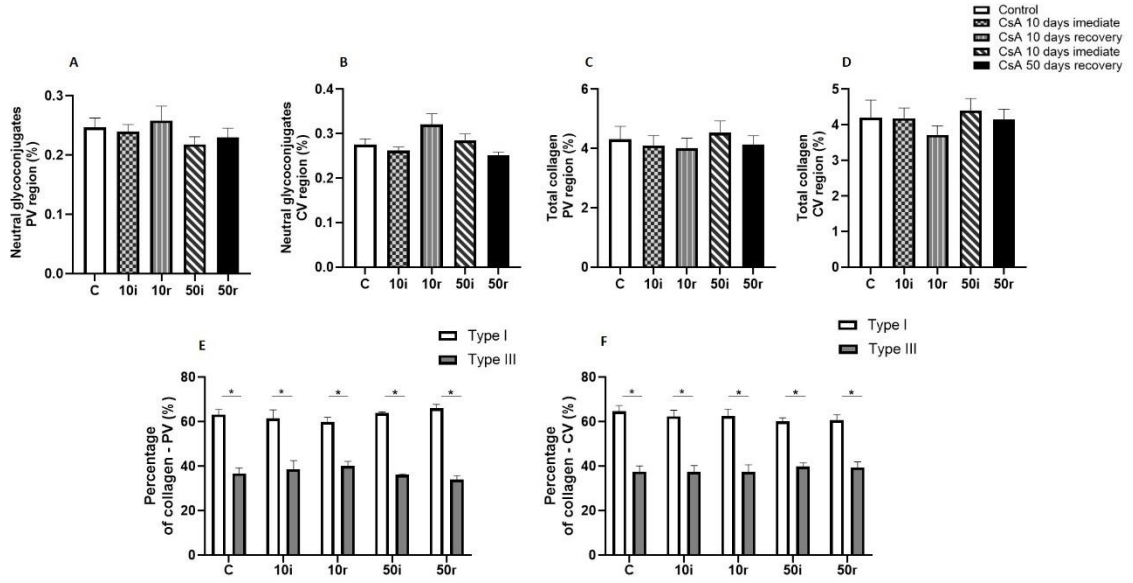 Control
CsA 10 days imediate
CsA 10 days recovery
CsA 10 days imediate
CsA 50 days recovery
A
Neutral glycoconjugates
PV region (%)
0.3
0.2
0.1
0.0
C 10i 10r 50i 50r
B
Neutral glycoconjugates
CV region (%)
0.4
0.3
0.2
0.1
0.0
C 10i 10r 50i 50r
C
Total collagen
PV region (%)
6
4
2
0
C 10i 10r 50i 50r
D
Total collagen
CV region (%)
5
4
3
2
1
0
C 10i 10r 50i 50r
E
Type I
Type III
Percentage
of collagen - PV (%)
80
60
40
20
0
* * * * *
C 10i 10r 50i 50r
F
Type I
Type III
Percentage
of collagen - CV (%)
80
60
40
20
0
* * * * *
C 10i 10r 50i 50r